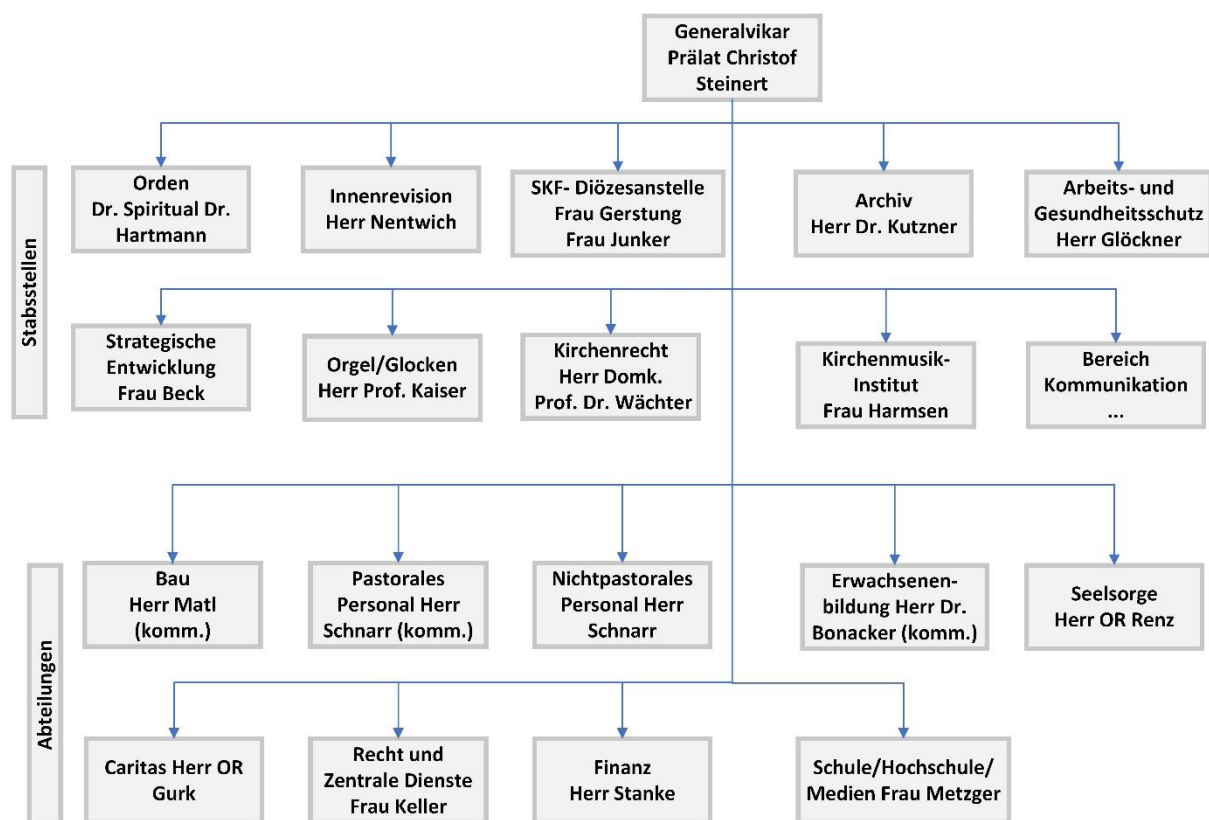 Generalvikar
Prälat Christof
Steinert
Stabsstellen
Orden
Dr. Spiritual Dr.
Hartmann
Innenrevision
Herr Nentwich
SKF- Diözesanstelle
Frau Gerstung
Frau Junker
Archiv
Herr Dr. Kutzner
Arbeits- und
Gesundheitsschutz
Herr Glöckner
Strategische
Entwicklung
Frau Beck
Orgel/Glocken
Herr Prof. Kaiser
Kirchenrecht
Herr Domk.
Prof. Dr. Wächter
Kirchenmusik-
Institut
Frau Harmsen
Bereich
Kommunikation
...
Abteilungen
Bau
Herr Matl
(komm.)
Pastorales
Personal Herr
Schnarr (komm.)
Nichtpastorales
Personal Herr
Schnarr
Erwachsenen-
bildung Herr Dr.
Bonacker (komm.)
Seelsorge
Herr OR Renz
Caritas Herr OR
Gurk
Recht und
Zentrale Dienste
Frau Keller
Finanz
Herr Stanke
Schule/Hochschule/
Medien Frau Metzger